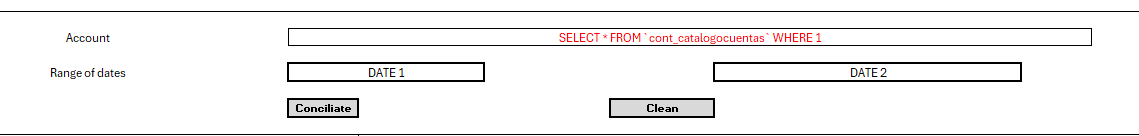 Account SELECT * FROM `cont_catalogocuentas` WHERE 1
Range of dates DATE 1 DATE 2
Conciliate Clean